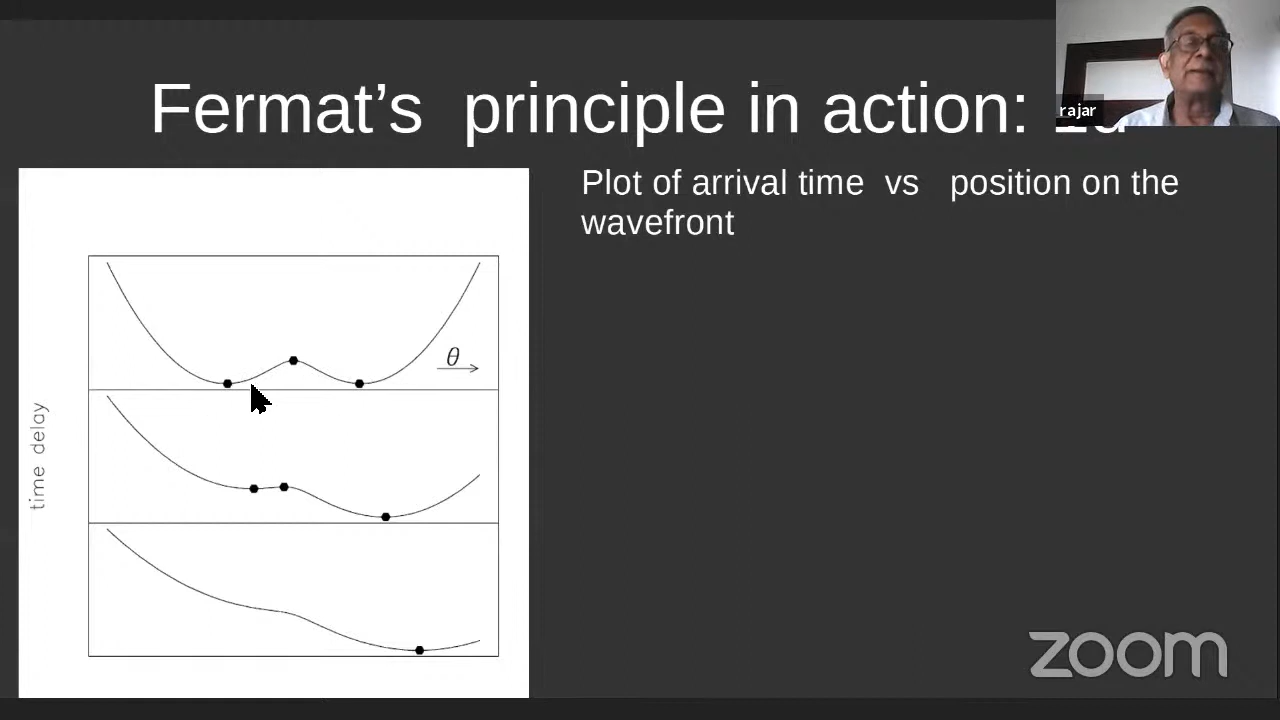 Fermat's principle in action:
rajar
Plot of arrival time vs position on the
wavefront
θ
time delay
zoom